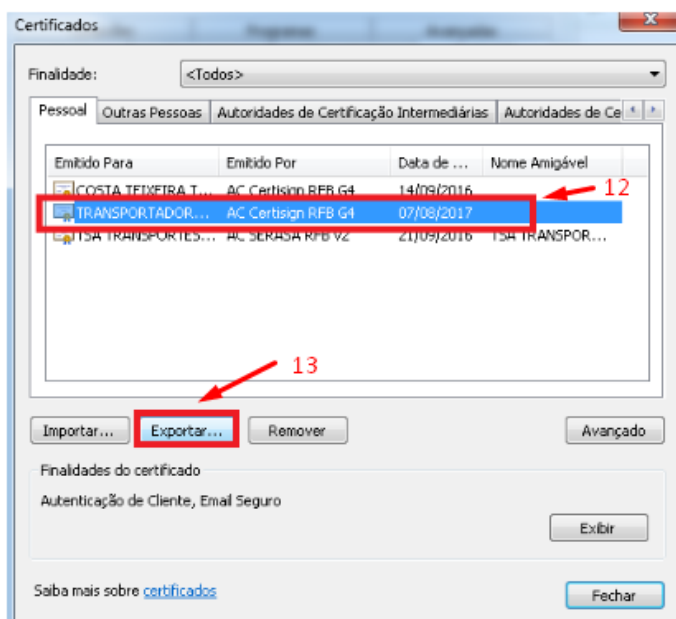 Certificados
Finalidade: <Todos>
Pessoal Outras Pessoas Autoridades de Certificação Intermediárias Autoridades de Ce
Emitido Para Emitido Por Data de ... Nome Amigável
COSTA TEIXEIRA T... AC Certisign RFB G4 14/09/2016
12
TRANSPORTADOR... AC Certisign RFB G4 07/08/2017
TSA TRANSPORTES... AC SERASA RFB V2 21/09/2016 TSA TRANSPOR...
13
Importar... Exportar... Remover Avançado
Finalidades do certificado
Autenticação de Cliente, Email Seguro
Exibir
Saiba mais sobre certificados
Fechar